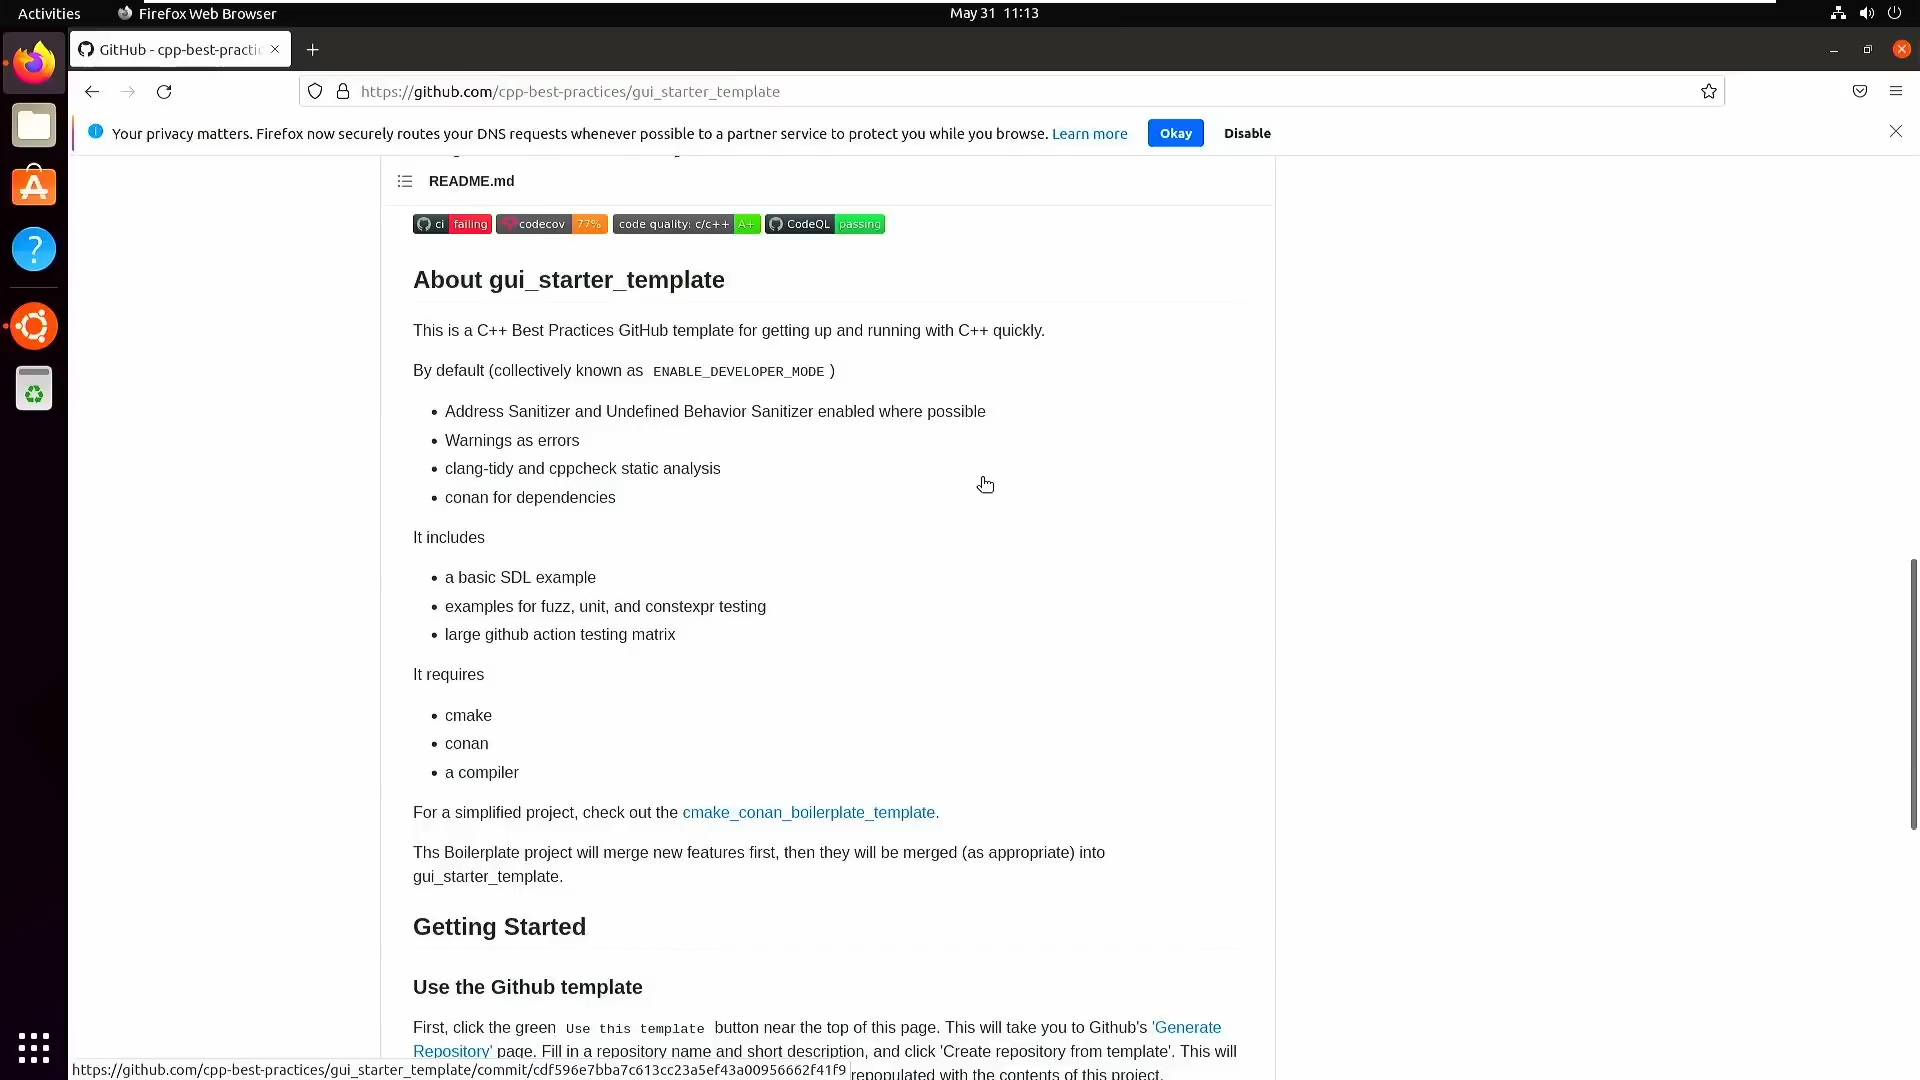 Activities Firefox Web Browser May 31 11:13
GitHub - cpp-best-practic
https://github.com/cpp-best-practices/gui_starter_template
Your privacy matters. Firefox now securely routes your DNS requests whenever possible to a partner service to protect you while you browse. Learn more Okay Disable
README.md
ci failing codecov 77% code quality: c/c++ A+ CodeQL passing
About gui_starter_template
This is a C++ Best Practices GitHub template for getting up and running with C++ quickly.
By default (collectively known as ENABLE_DEVELOPER_MODE )
• Address Sanitizer and Undefined Behavior Sanitizer enabled where possible
• Warnings as errors
• clang-tidy and cppcheck static analysis
• conan for dependencies
It includes
• a basic SDL example
• examples for fuzz, unit, and constexpr testing
• large github action testing matrix
It requires
• cmake
• conan
• a compiler
For a simplified project, check out the cmake_conan_boilerplate_template.
Ths Boilerplate project will merge new features first, then they will be merged (as appropriate) into
gui_starter_template.
Getting Started
Use the Github template
First, click the green Use this template button near the top of this page. This will take you to Github's 'Generate
Repository' page. Fill in a repository name and short description, and click 'Create repository from template'. This will
https://github.com/cpp-best-practices/gui_starter_template/commit/cdf596e7bba7c613cc23a5ef43a00956662f41f9 repopulated with the contents of this project.